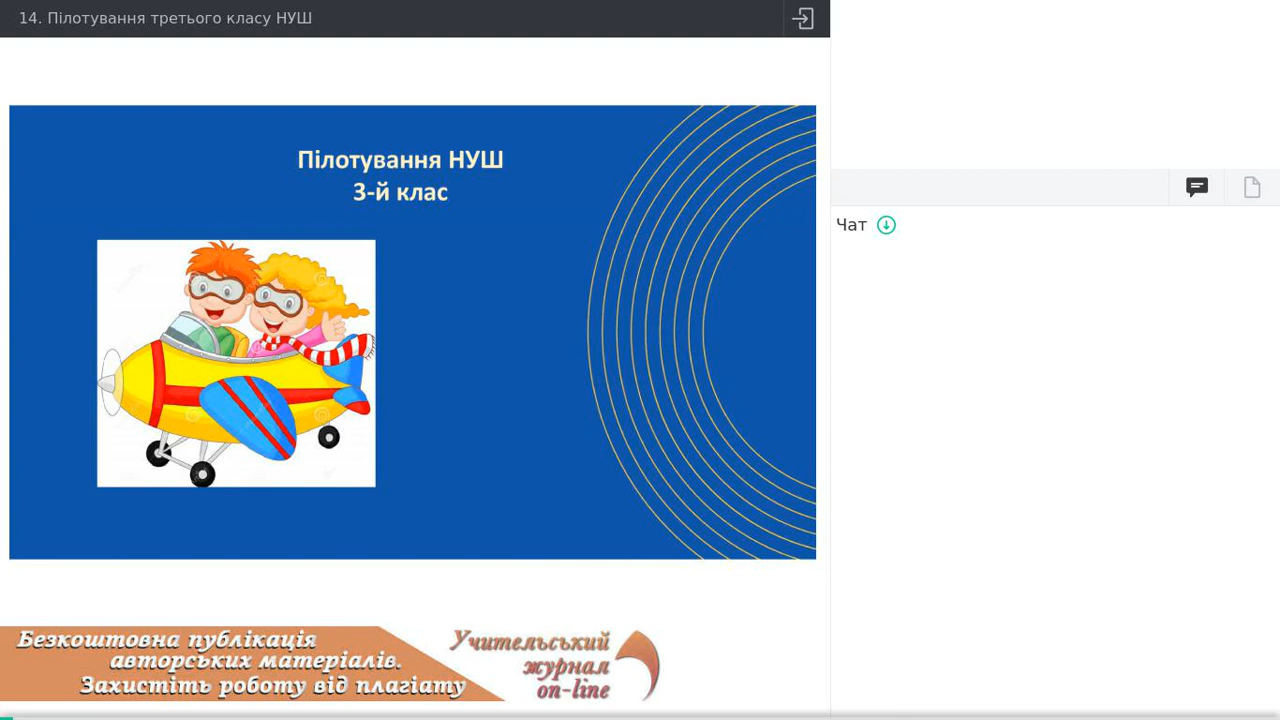 14. Пілотування третього класу НУШ
Пілотування НУШ
3-й клас
Чат
Безкоштовна публікація
авторських матеріалів.
Захистіть роботу від плагіату
Учительський
журнал
on-line